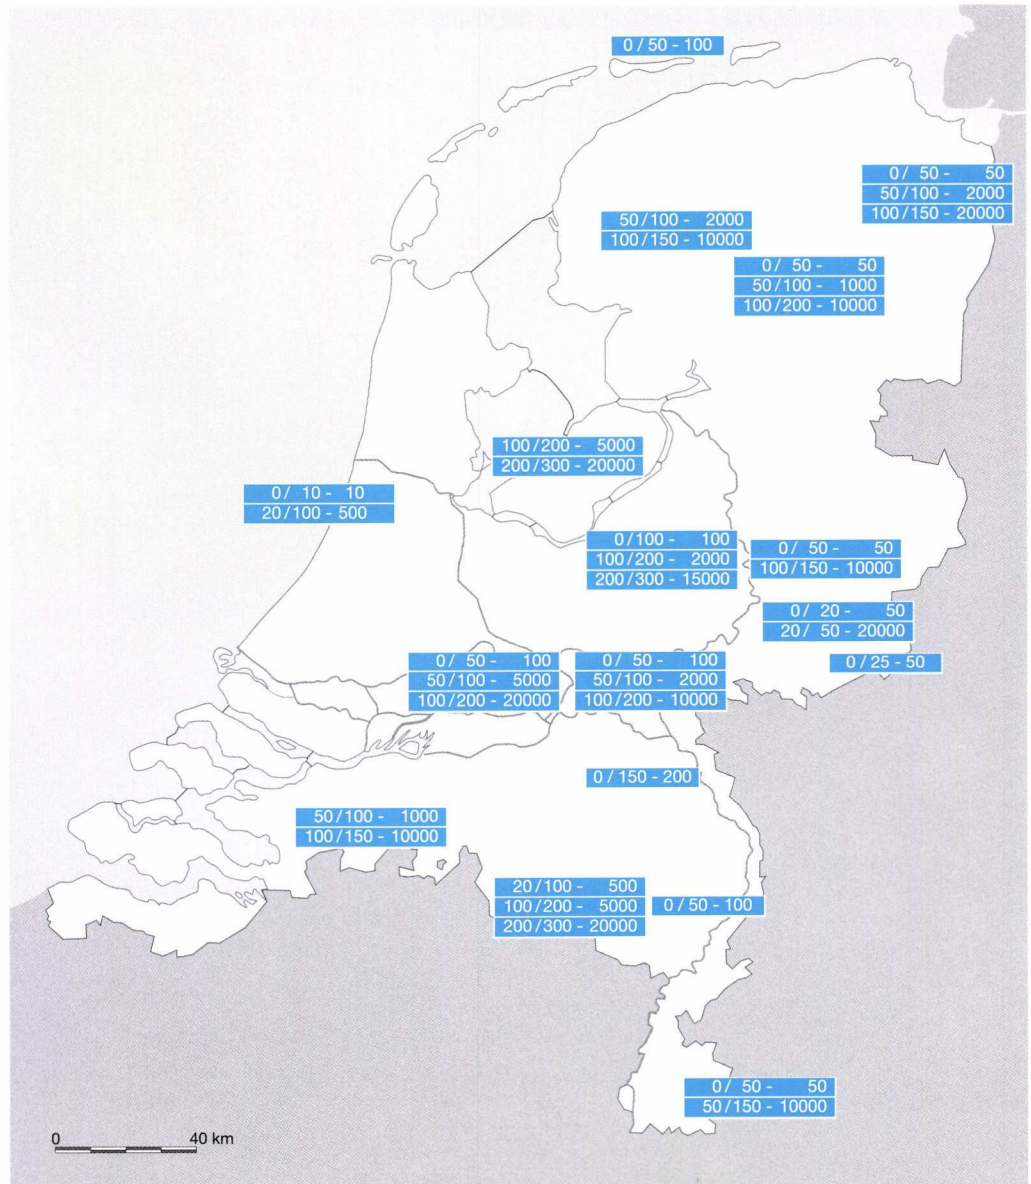 0 / 50 - 100
0 / 50 - 50
50 / 100 - 2000
100 / 150 - 20000
50 / 100 - 2000
100 / 150 - 10000
0 / 50 - 50
50 / 100 - 1000
100 / 200 - 10000
100 / 200 - 5000
200 / 300 - 20000
0 / 10 - 10
20 / 100 - 500
0 / 100 - 100
100 / 200 - 2000
200 / 300 - 15000
0 / 50 - 50
100 / 150 - 10000
0 / 20 - 50
20 / 50 - 20000
0 / 25 - 50
0 / 50 - 100
50 / 100 - 5000
100 / 200 - 20000
0 / 50 - 100
50 / 100 - 2000
100 / 200 - 10000
0 / 150 - 200
50 / 100 - 1000
100 / 150 - 10000
20 / 100 - 500
100 / 200 - 5000
200 / 300 - 20000
0 / 50 - 100
0 / 50 - 50
50 / 150 - 10000
0 40 km